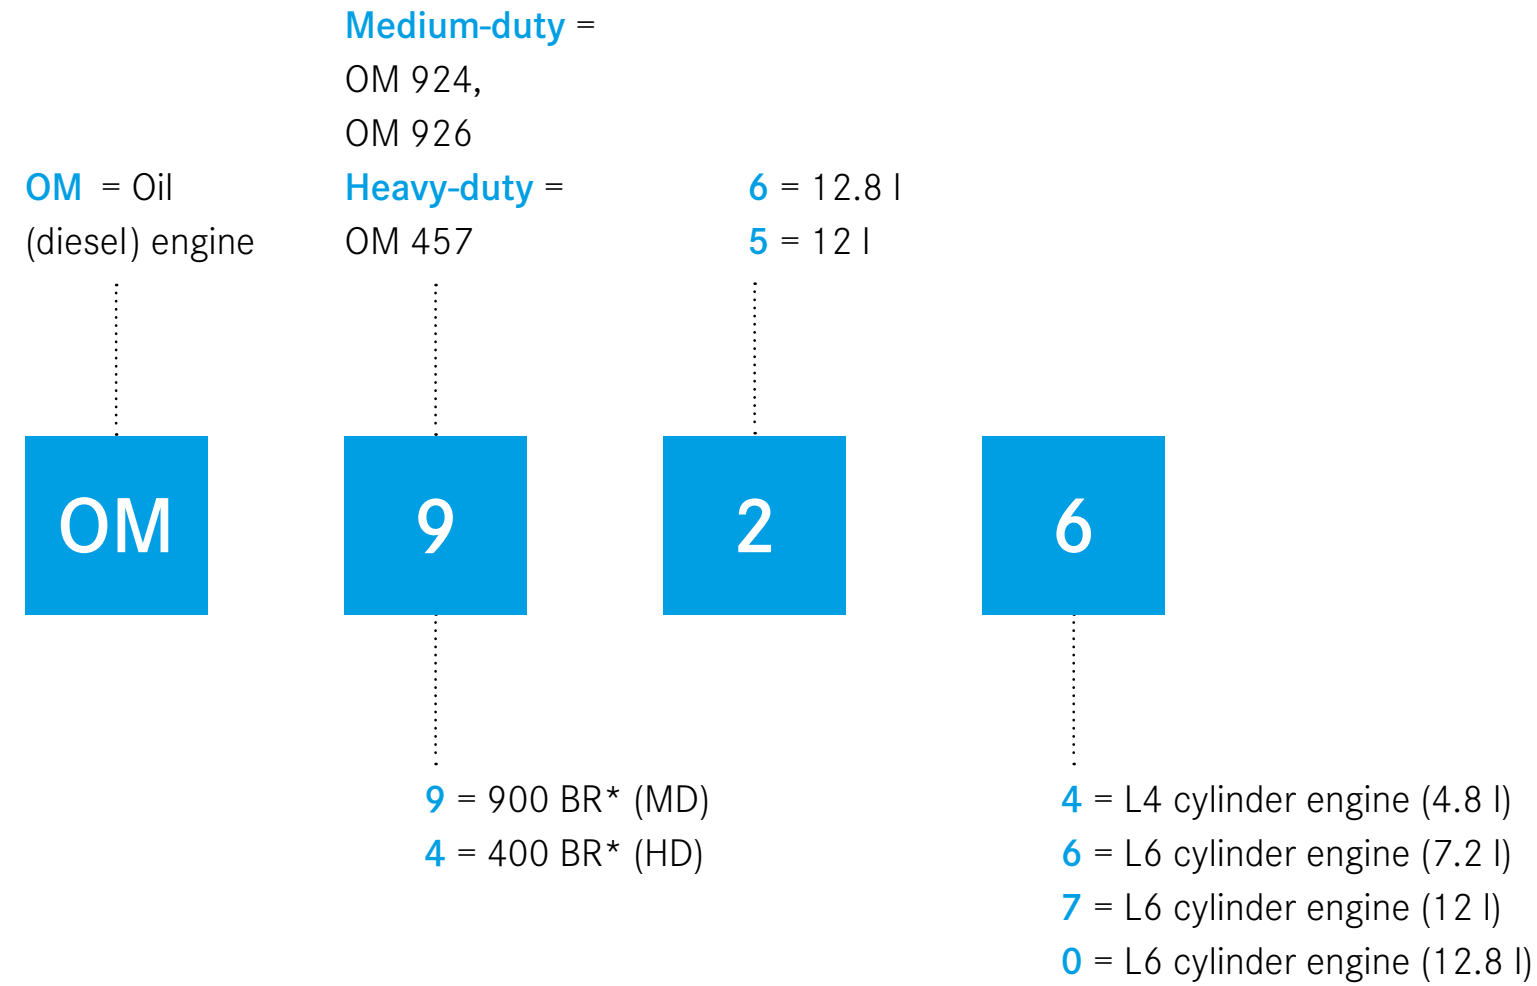 Medium-duty =
OM 924,
OM 926
OM = Oil
(diesel) engine
Heavy-duty =
OM 457
6 = 12.8 l
5 = 12 l
OM
9
2
6
9 = 900 BR* (MD)
4 = 400 BR* (HD)
4 = L4 cylinder engine (4.8 l)
6 = L6 cylinder engine (7.2 l)
7 = L6 cylinder engine (12 l)
0 = L6 cylinder engine (12.8 l)